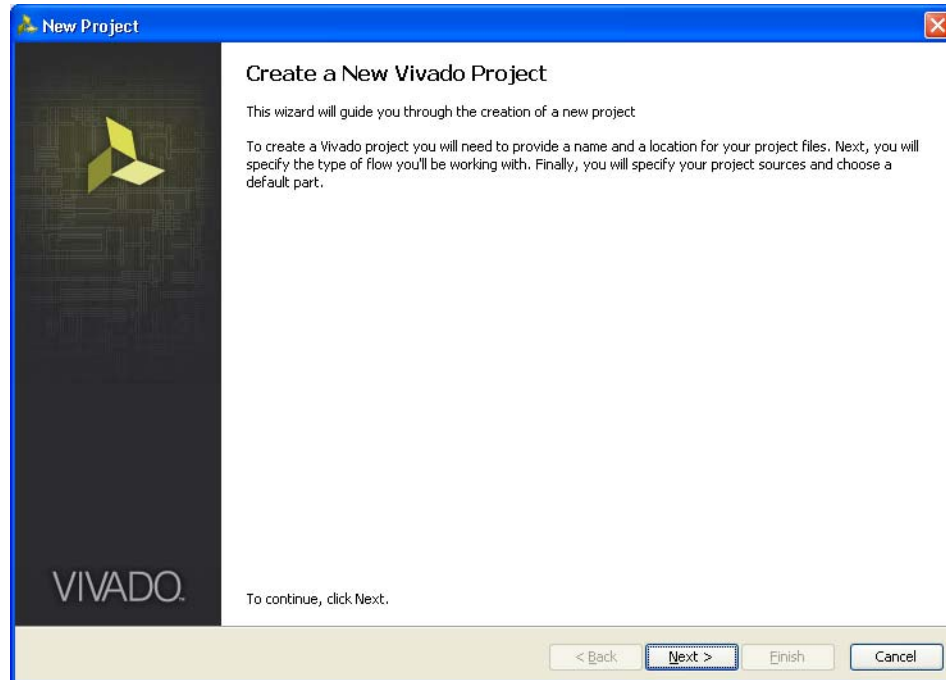 New Project
Create a New Vivado Project
This wizard will guide you through the creation of a new project
To create a Vivado project you will need to provide a name and a location for your project files. Next, you will
specify the type of flow you'll be working with. Finally, you will specify your project sources and choose a
default part.
VIVADO™
To continue, click Next.
< Back Next > Finish Cancel